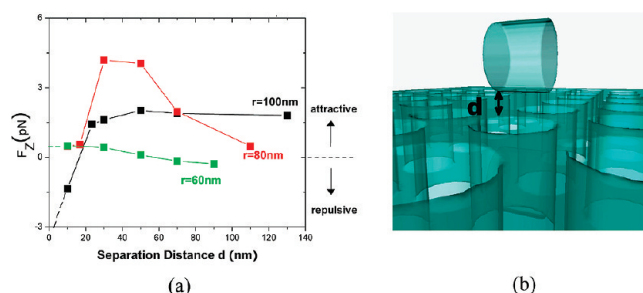 6
3
0
-3
F_Z(pN)
r=100nm
r=80nm
r=60nm
attractive
repulsive
0 20 40 60 80 100 120 140
Separation Distance d (nm)
(a)
d
(b)